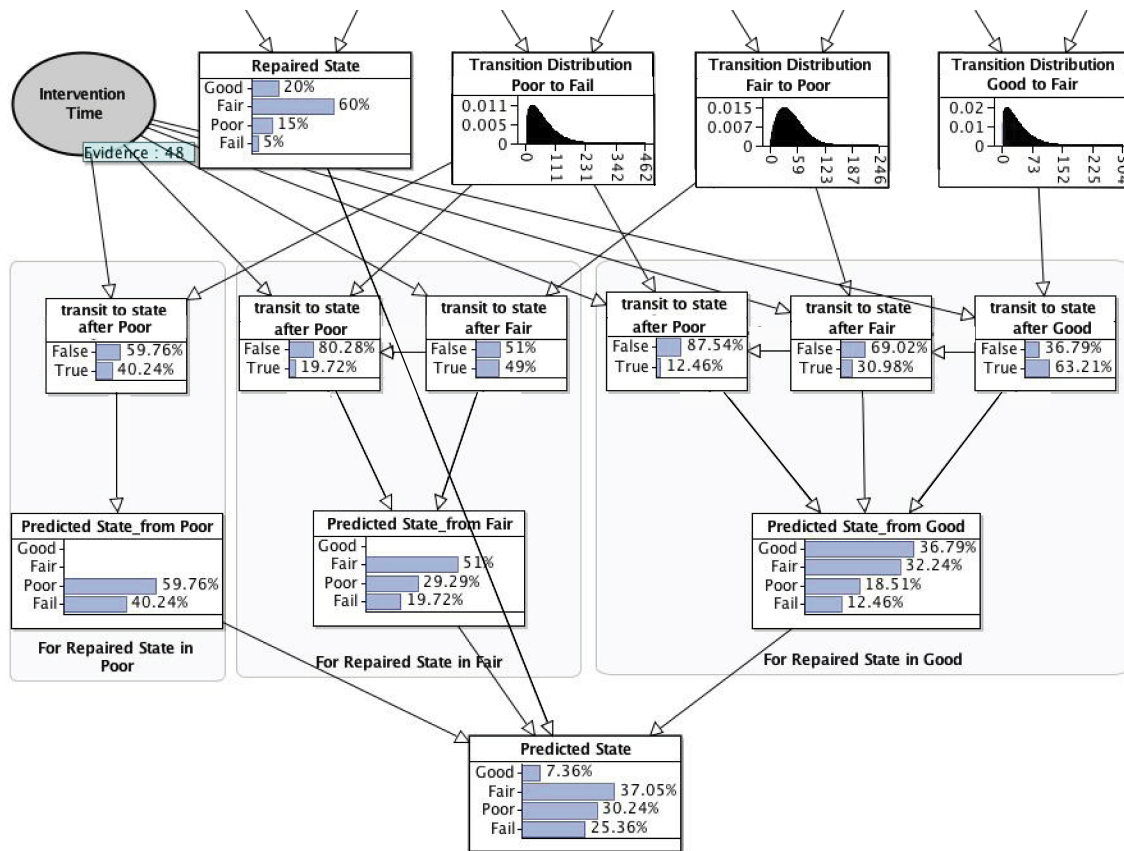 Intervention
Time
Evidence : 48
Repaired State
Good 20%
Fair 60%
Poor 15%
Fail 5%
Transition Distribution
Poor to Fail
0.011
0.005
0 111 231 342 462
Transition Distribution
Fair to Poor
0.015
0.007
0 59 123 187 246
Transition Distribution
Good to Fair
0.02
0.01
0 73 152 225
transit to state
after Poor
False 59.76%
True 40.24%
transit to state
after Poor
False 80.28%
True 19.72%
transit to state
after Fair
False 51%
True 49%
transit to state
after Poor
False 87.54%
True 12.46%
transit to state
after Fair
False 69.02%
True 30.98%
transit to state
after Good
False 36.79%
True 63.21%
Predicted State_from Poor
Good
Fair
Poor 59.76%
Fail 40.24%
For Repaired State in
Poor
Predicted State_from Fair
Good
Fair 51%
Poor 29.29%
Fail 19.72%
For Repaired State in Fair
Predicted State_from Good
Good 36.79%
Fair 32.24%
Poor 18.51%
Fail 12.46%
For Repaired State in Good
Predicted State
Good 7.36%
Fair 37.05%
Poor 30.24%
Fail 25.36%